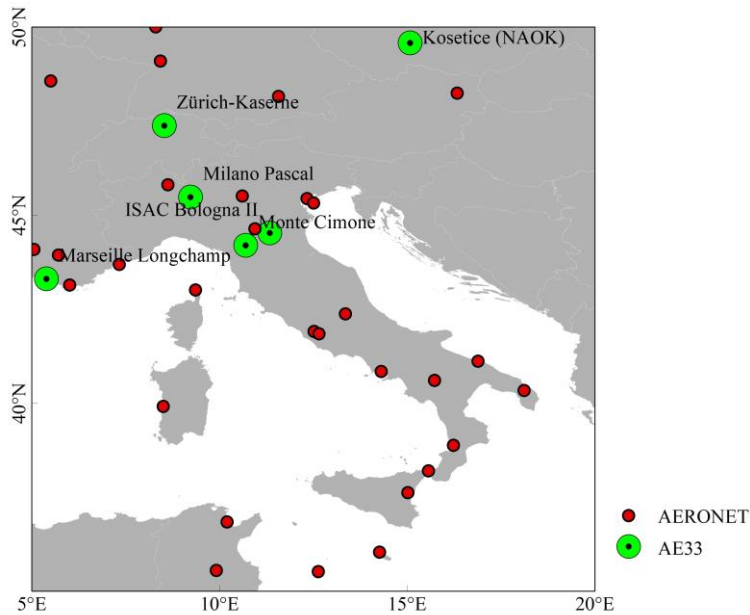 50°N
Kosetice (NAOK)
Zürich-Kaserne
Milano Pascal
ISAC Bologna II
45°N
Monte Cimone
Marseille Longchamp
40°N
AERONET
AE33
5°E
10°E
15°E
20°E